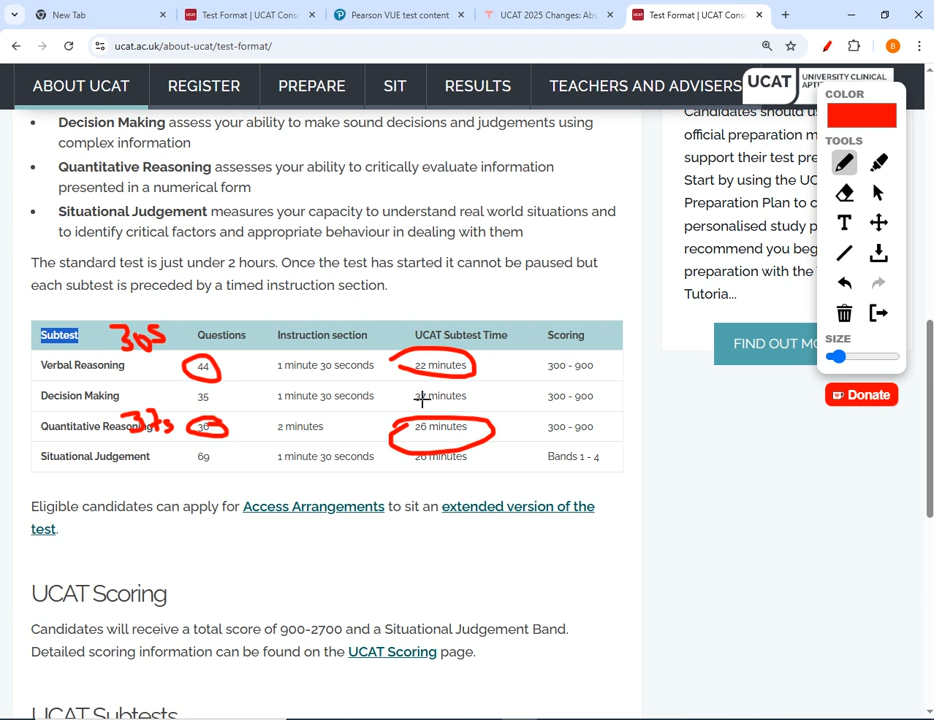 New Tab
Test Format | UCAT Cons
Pearson VUE test content
UCAT 2025 Changes: Abs
Test Format | UCAT Cons
ucat.ac.uk/about-ucat/test-format/
B
ABOUT UCAT
REGISTER
PREPARE
SIT
RESULTS
TEACHERS AND ADVISERS
UCAT
UNIVERSITY CLINICAL
Decision Making assess your ability to make sound decisions and judgements using
complex information
Quantitative Reasoning assesses your ability to critically evaluate information
presented in a numerical form
Situational Judgement measures your capacity to understand real world situations and
to identify critical factors and appropriate behaviour in dealing with them
The standard test is just under 2 hours. Once the test has started it cannot be paused but
each subtest is preceded by a timed instruction section.
Subtest 30s Questions Instruction section UCAT Subtest Time Scoring
Verbal Reasoning 44 1 minute 30 seconds 22 minutes 300 - 900
Decision Making 35 1 minute 30 seconds minutes 300 - 900
Quantitative Reasoning 37s 36 2 minutes 26 minutes 300 - 900
Situational Judgement 69 1 minute 30 seconds 26 minutes Bands 1 - 4
Eligible candidates can apply for Access Arrangements to sit an extended version of the
test.
UCAT Scoring
Candidates will receive a total score of 900-2700 and a Situational Judgement Band.
Detailed scoring information can be found on the UCAT Scoring page.
UCAT Subtests
Candidates should
official preparation
support their test pre
Start by using the UC
Preparation Plan to c
personalised study p
recommend you beg
preparation with the
Tutoria...
FIND OUT MO
COLOR
TOOLS
T
SIZE
Donate